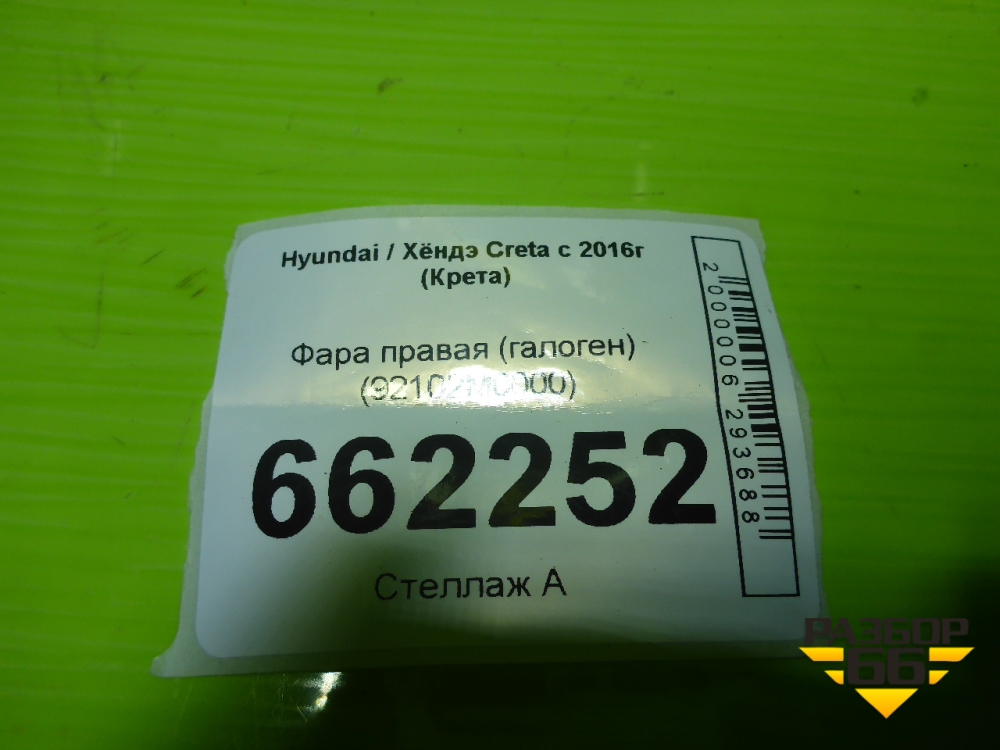 Hyundai / Хёндэ Creta с 2016г
(Крета)
Фара правая (галоген)
(92102M0000)
662252
Стеллаж А
2000006293688
РАЗБОР
66